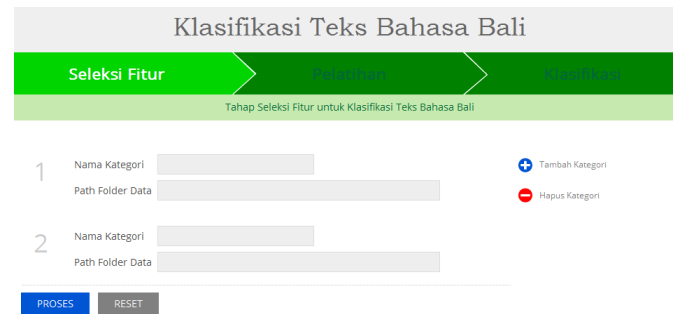 Klasifikasi Teks Bahasa Bali
Seleksi Fitur Pelatihan Klasifikasi
Tahap Seleksi Fitur untuk Klasifikasi Teks Bahasa Bali
1 Nama Kategori
Path Folder Data
Tambah Kategori
Hapus Kategori
2 Nama Kategori
Path Folder Data
PROSES RESET